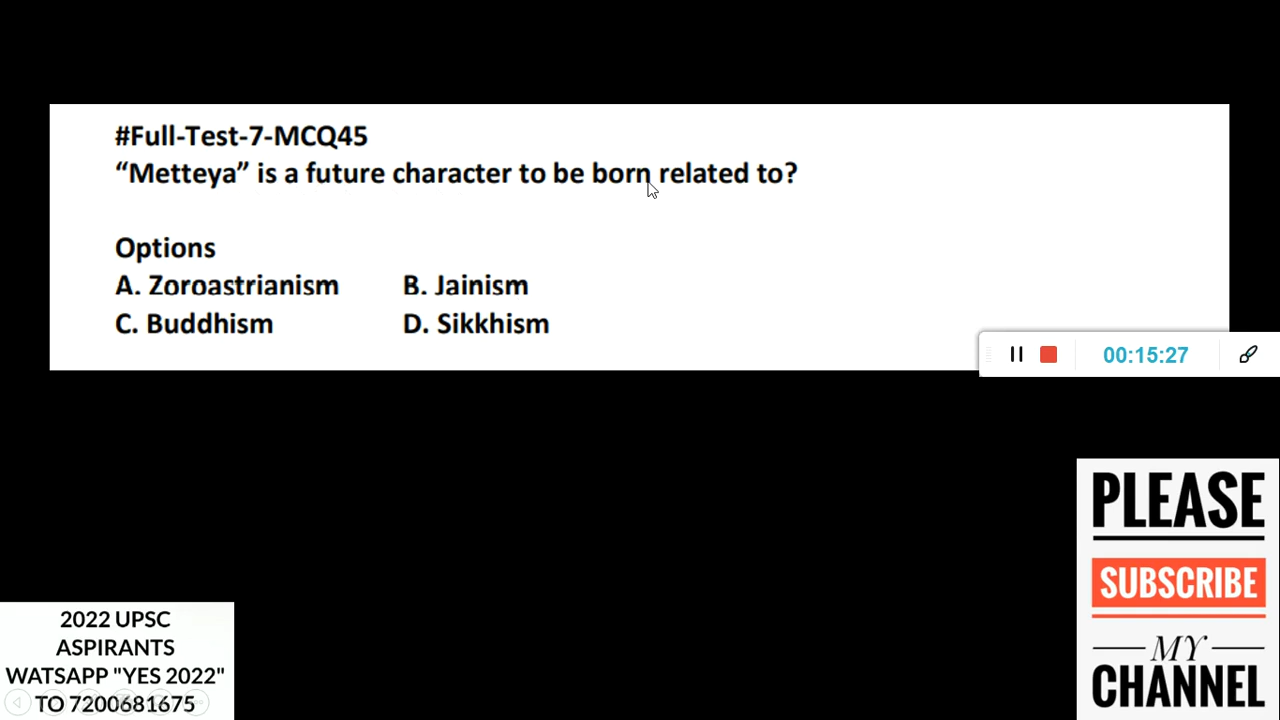 #Full-Test-7-MCQ45
“Metteya” is a future character to be born related to?
Options
A. Zoroastrianism B. Jainism
C. Buddhism D. Sikkhism
00:15:27
PLEASE
SUBSCRIBE
MY
CHANNEL
2022 UPSC
ASPIRANTS
WATSAPP "YES 2022"
TO 7200681675